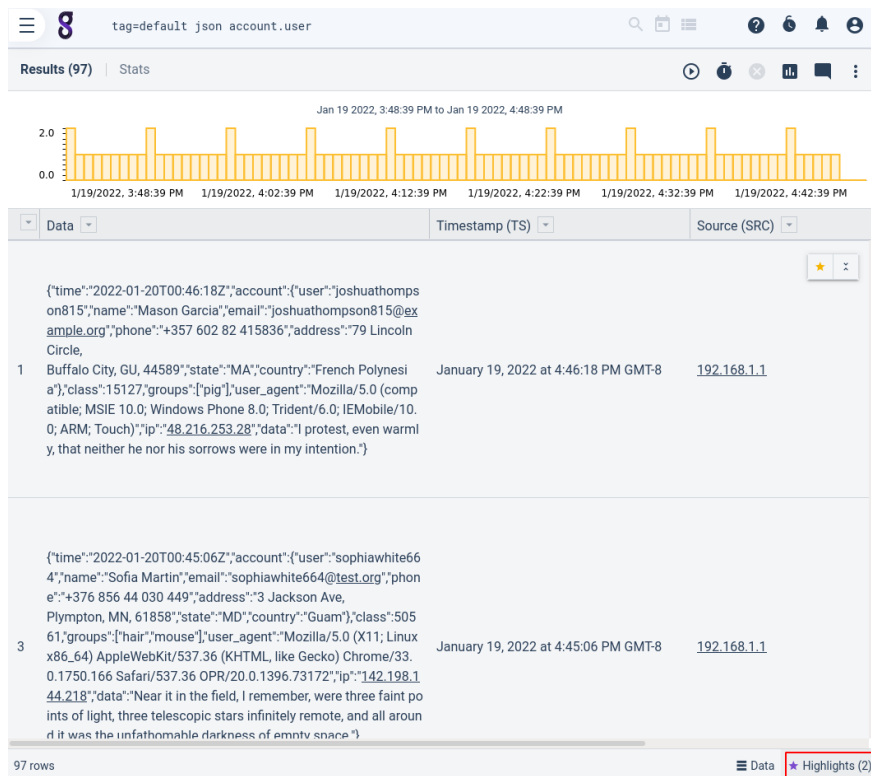 tag=default json account.user
Results (97) | Stats
Jan 19 2022, 3:48:39 PM to Jan 19 2022, 4:48:39 PM
2.0
0.0
1/19/2022, 3:48:39 PM 1/19/2022, 4:02:39 PM 1/19/2022, 4:12:39 PM 1/19/2022, 4:22:39 PM 1/19/2022, 4:32:39 PM 1/19/2022, 4:42:39 PM
Data Timestamp (TS) Source (SRC)
{"time":"2022-01-20T00:46:18Z","account":{"user":"joshuathomps
on815","name":"Mason Garcia","email":"joshuathompson815@ex
ample.org","phone":"+357 602 82 415836","address":"79 Lincoln
Circle,
1 Buffalo City, GU, 44589","state":"MA","country":"French Polynesi January 19, 2022 at 4:46:18 PM GMT-8 192.168.1.1
a"},"class":15127,"groups":["pig"],"user_agent":"Mozilla/5.0 (comp
atible; MSIE 10.0; Windows Phone 8.0; Trident/6.0; IEMobile/10.
0; ARM; Touch)","ip":"48.216.253.28","data":"I protest, even warml
y, that neither he nor his sorrows were in my intention."}
{"time":"2022-01-20T00:45:06Z","account":{"user":"sophiawhite66
4","name":"Sofia Martin","email":"sophiawhite664@test.org","phon
e":"+376 856 44 030 449","address":"3 Jackson Ave,
Plympton, MN, 61858","state":"MD","country":"Guam"},"class":505
61,"groups":["hair","mouse"],"user_agent":"Mozilla/5.0 (X11; Linux
3 x86_64) AppleWebKit/537.36 (KHTML, like Gecko) Chrome/33. January 19, 2022 at 4:45:06 PM GMT-8 192.168.1.1
0.1750.166 Safari/537.36 OPR/20.0.1396.73172","ip":"142.198.1
44.218","data":"Near it in the field, I remember, were three faint po
ints of light, three telescopic stars infinitely remote, and all aroun
d it was the unfathomable darkness of empty space."}
97 rows Data Highlights (2)